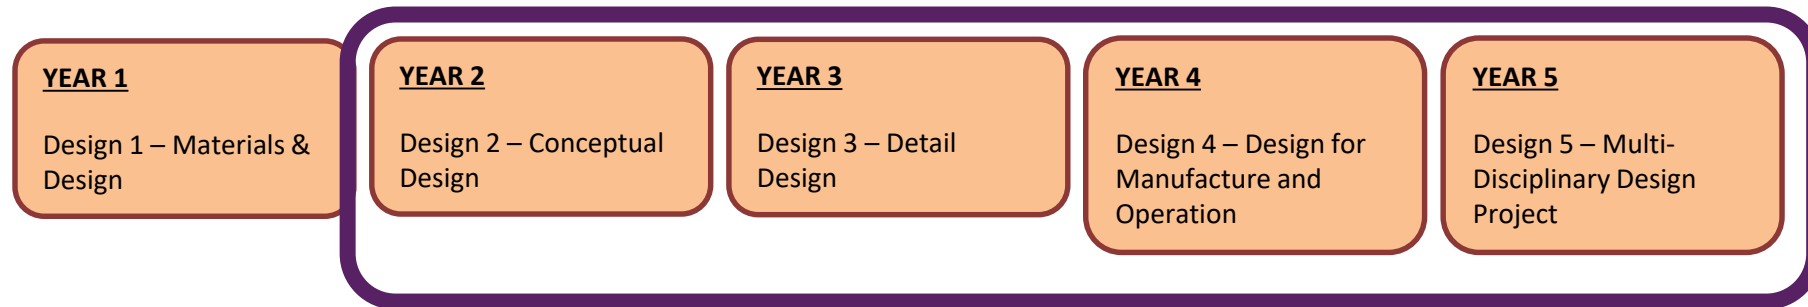 YEAR 1
Design 1 – Materials &
Design
YEAR 2
Design 2 – Conceptual
Design
YEAR 3
Design 3 – Detail
Design
YEAR 4
Design 4 – Design for
Manufacture and
Operation
YEAR 5
Design 5 – Multi-
Disciplinary Design
Project